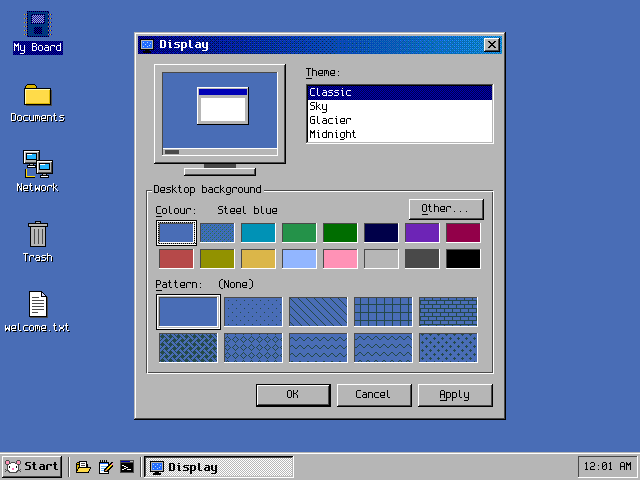 My Board
Documents
Network
Trash
welcome.txt
Display
Theme:
Classic
Sky
Glacier
Midnight
Desktop background
Colour: Steel blue
Other...
Pattern: (None)
OK
Cancel
Apply
Start
Display
12:01 AM